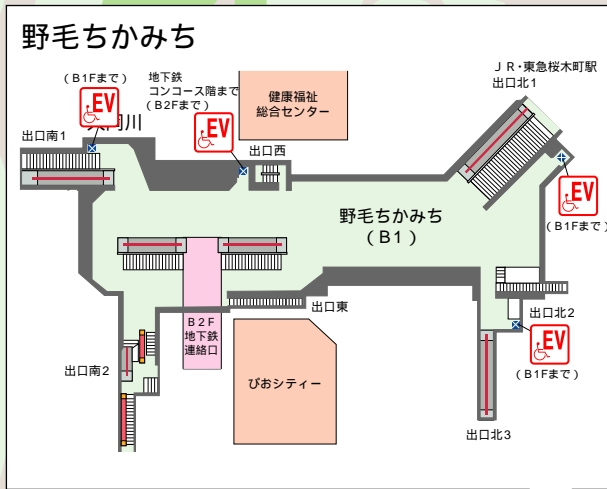 野毛ちかみち
(B1Fまで)
地下鉄
コンコース階まで
(B2Fまで)
健康福祉
総合センター
JR・東急桜木町駅
出口北1
EV
EV
出口南1
出口西
EV
(B1Fまで)
野毛ちかみち
(B1)
出口東
出口北2
B2F
地下鉄
連絡口
EV
(B1Fまで)
出口南2
ぴおシティー
出口北3